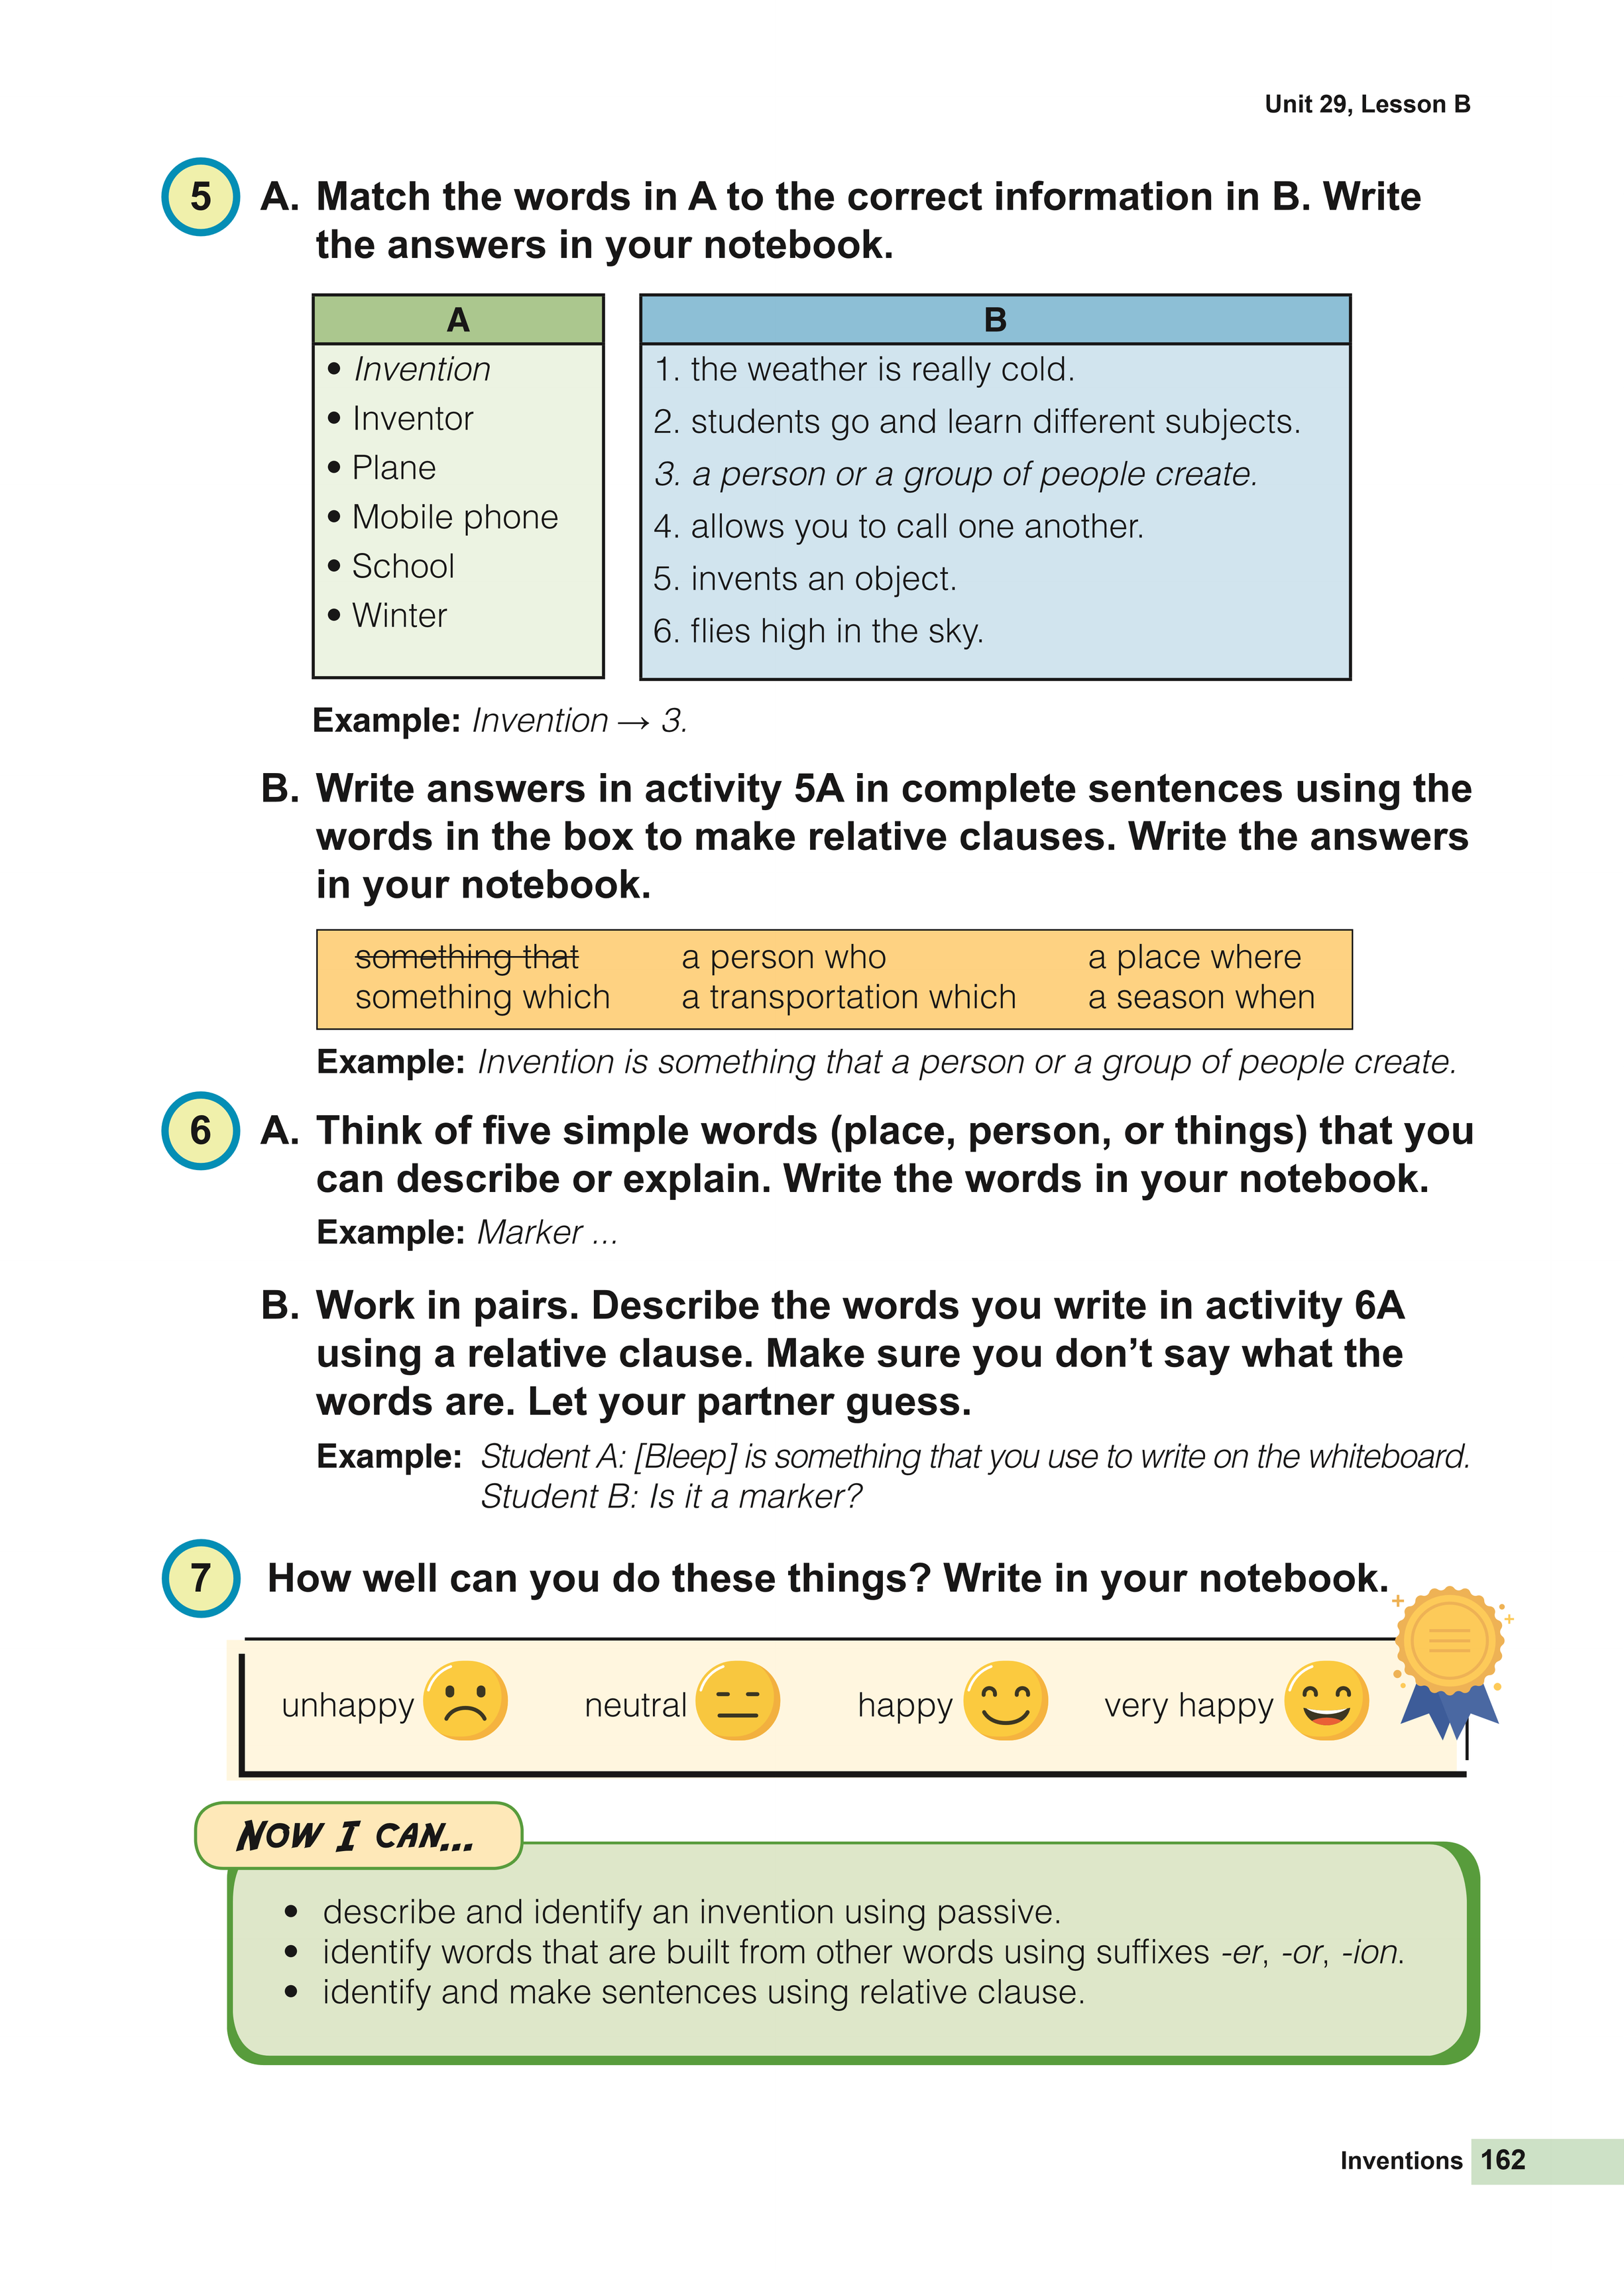 Unit 29, Lesson B
5 A. Match the words in A to the correct information in B. Write
the answers in your notebook.
A
• Invention
• Inventor
• Plane
• Mobile phone
• School
• Winter
B
1. the weather is really cold.
2. students go and learn different subjects.
3. a person or a group of people create.
4. allows you to call one another.
5. invents an object.
6. flies high in the sky.
Example: Invention → 3.
B. Write answers in activity 5A in complete sentences using the
words in the box to make relative clauses. Write the answers
in your notebook.
something that a person who a place where
something which a transportation which a season when
Example: Invention is something that a person or a group of people create.
6 A. Think of five simple words (place, person, or things) that you
can describe or explain. Write the words in your notebook.
Example: Marker ...
B. Work in pairs. Describe the words you write in activity 6A
using a relative clause. Make sure you don't say what the
words are. Let your partner guess.
Example: Student A: [Bleep] is something that you use to write on the whiteboard.
Student B: Is it a marker?
7 How well can you do these things? Write in your notebook.
unhappy neutral happy very happy
Now I can...
• describe and identify an invention using passive.
• identify words that are built from other words using suffixes -er, -or, -ion.
• identify and make sentences using relative clause.
Inventions 162